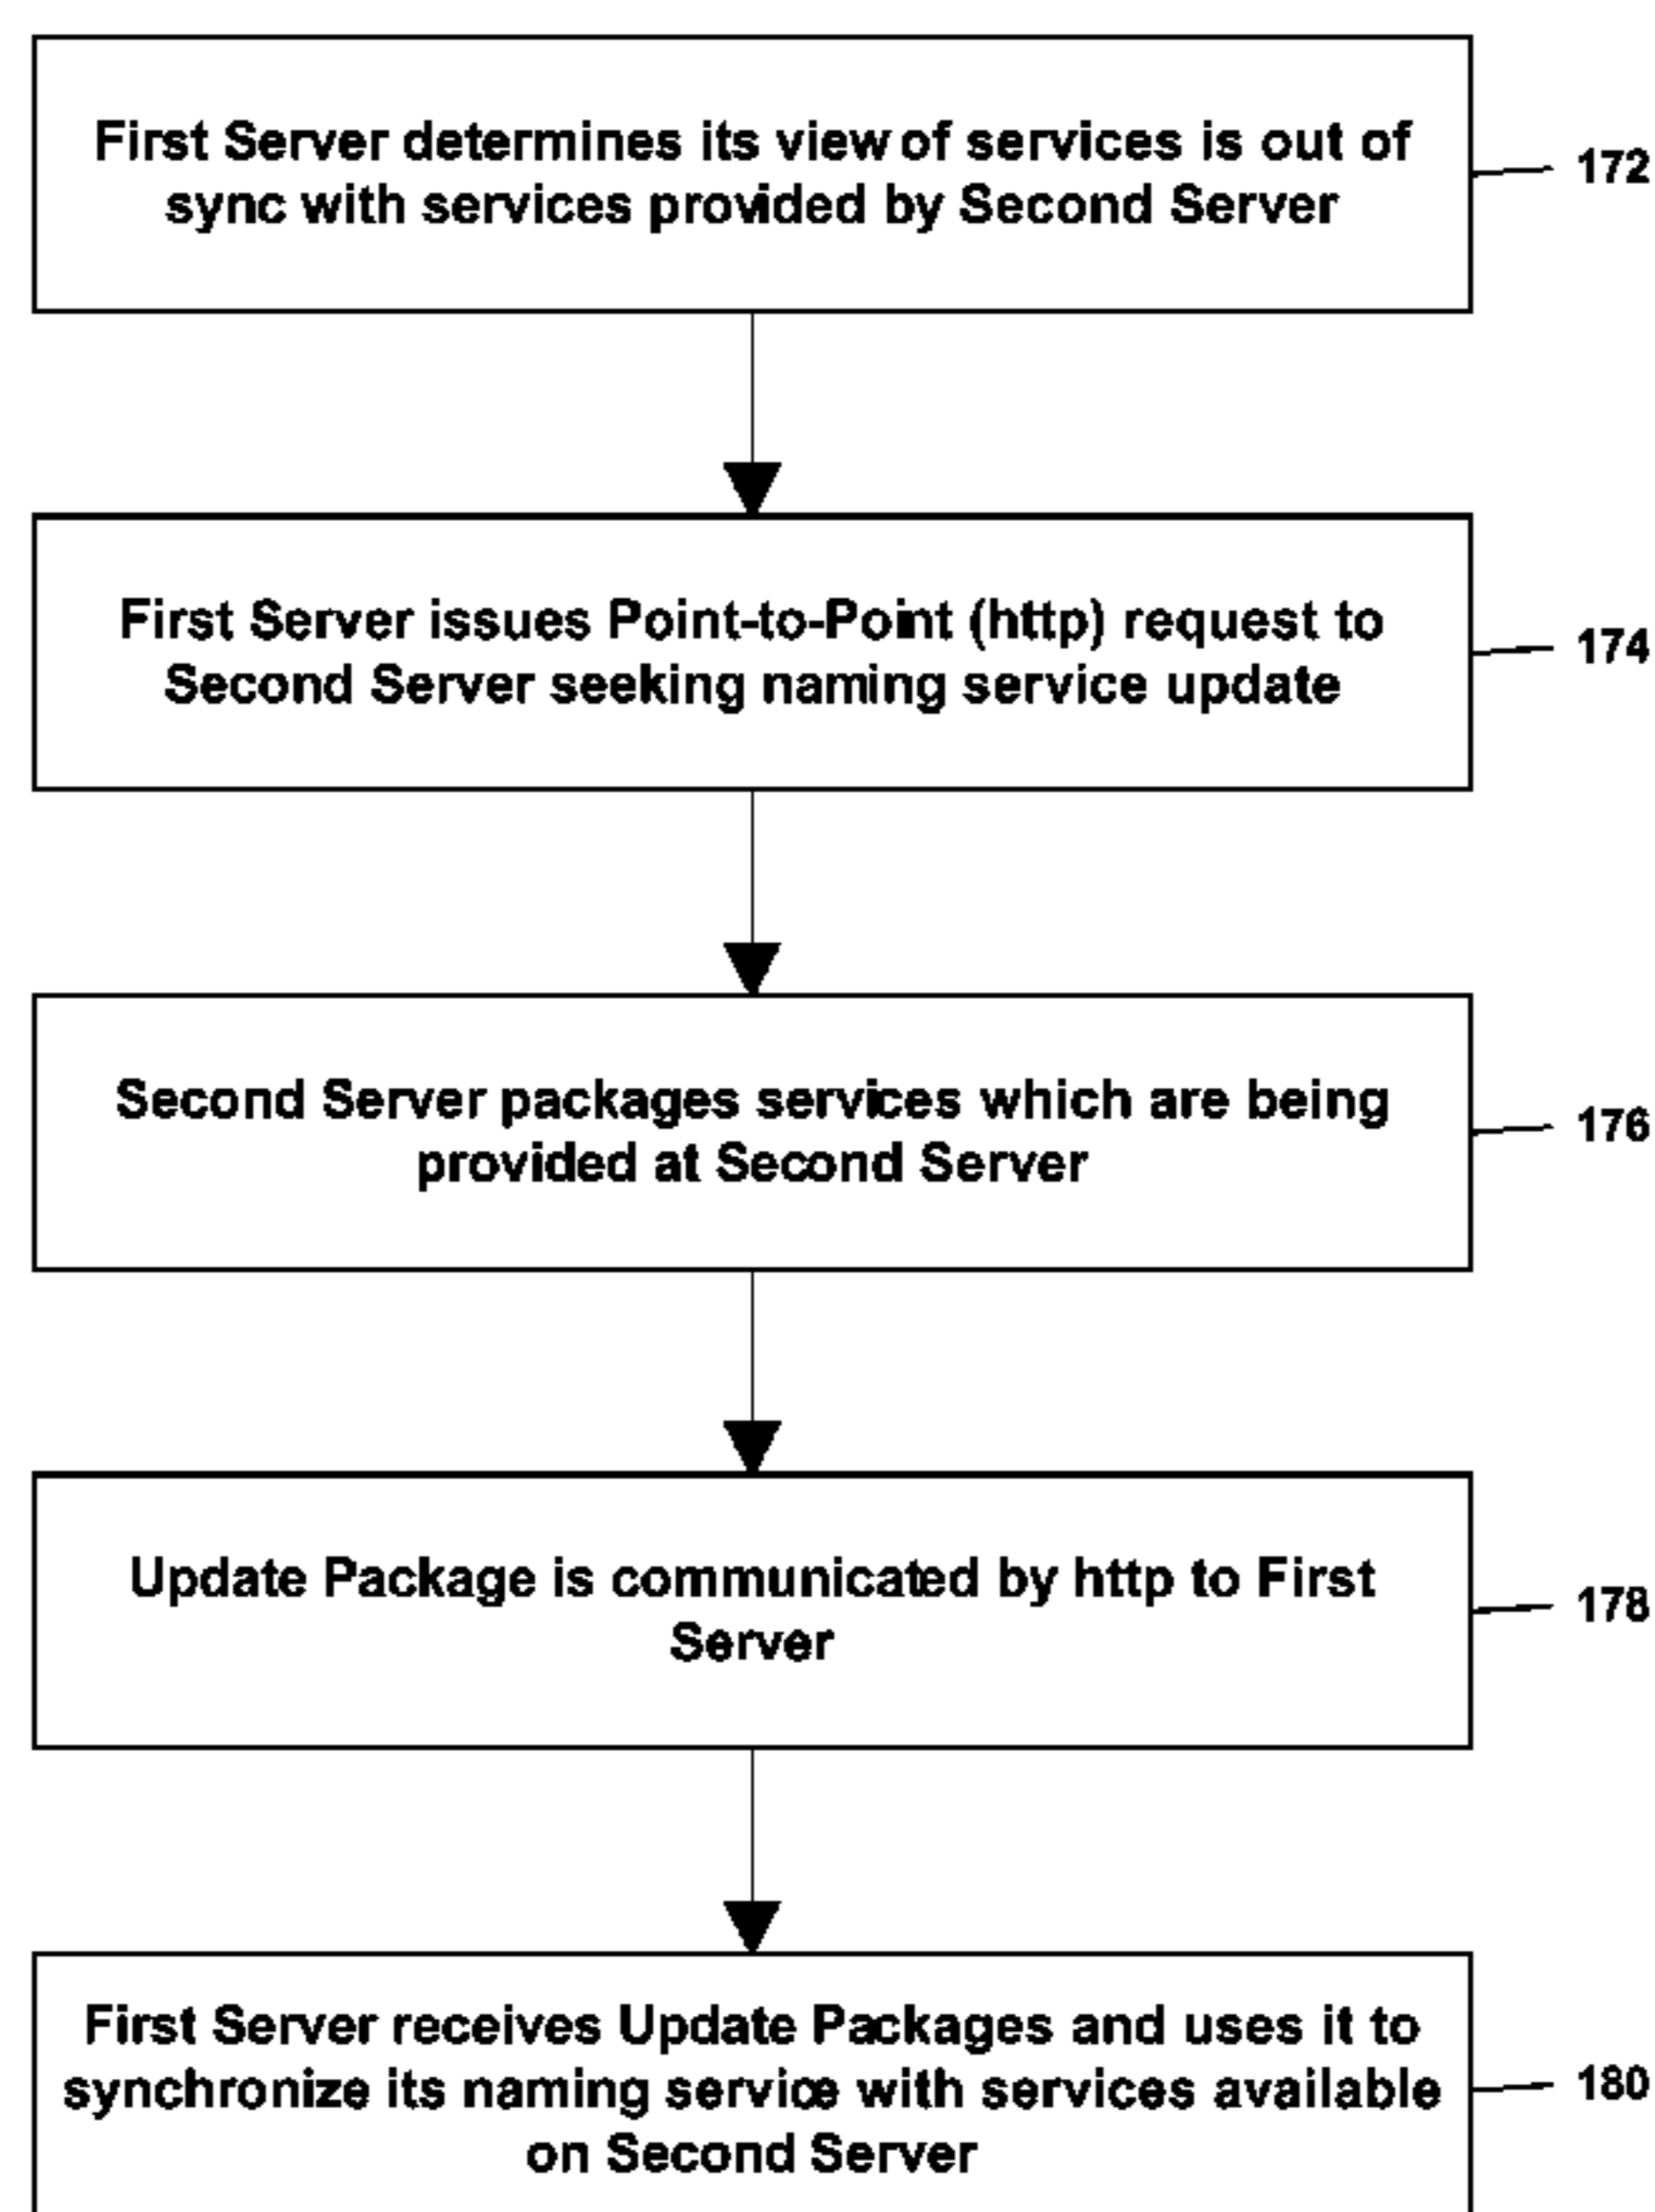 First Server determines its view of services is out of
sync with services provided by Second Server
172
First Server issues Point-to-Point (http) request to
Second Server seeking naming service update
174
Second Server packages services which are being
provided at Second Server
176
Update Package is communicated by http to First
Server
178
First Server receives Update Packages and uses it to
synchronize its naming service with services available
on Second Server
180